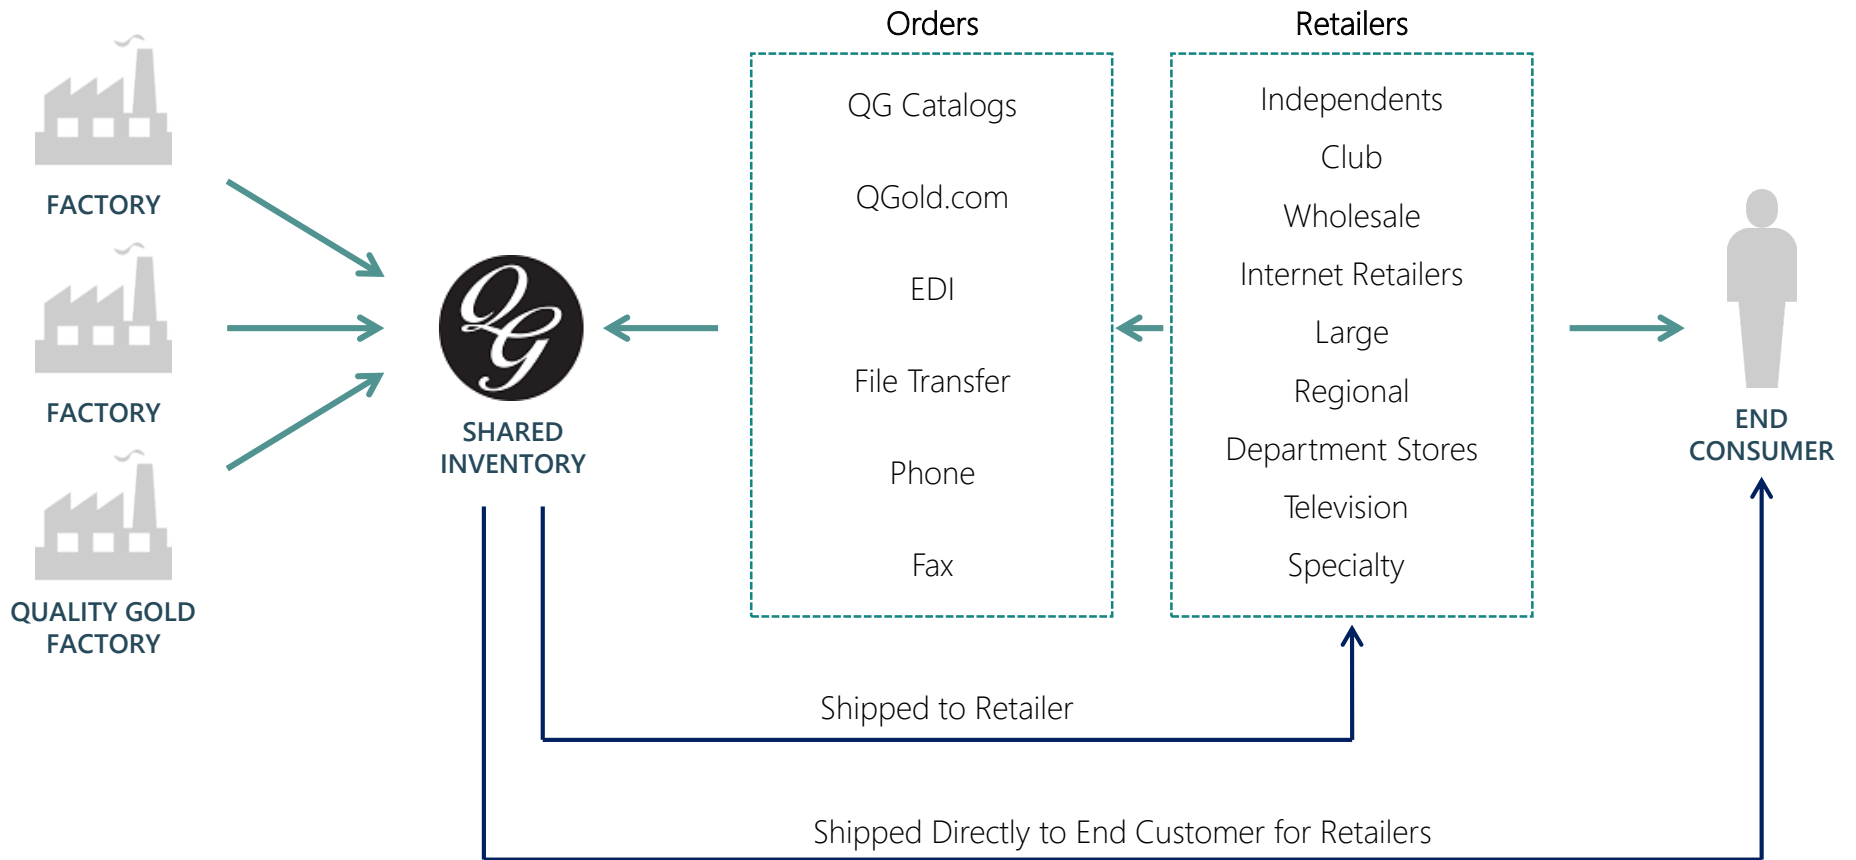 Orders
Retailers
FACTORY
FACTORY
QUALITY GOLD
FACTORY
QG
SHARED
INVENTORY
QG Catalogs
QGold.com
EDI
File Transfer
Phone
Fax
Independents
Club
Wholesale
Internet Retailers
Large
Regional
Department Stores
Television
Specialty
END
CONSUMER
Shipped to Retailer
Shipped Directly to End Customer for Retailers